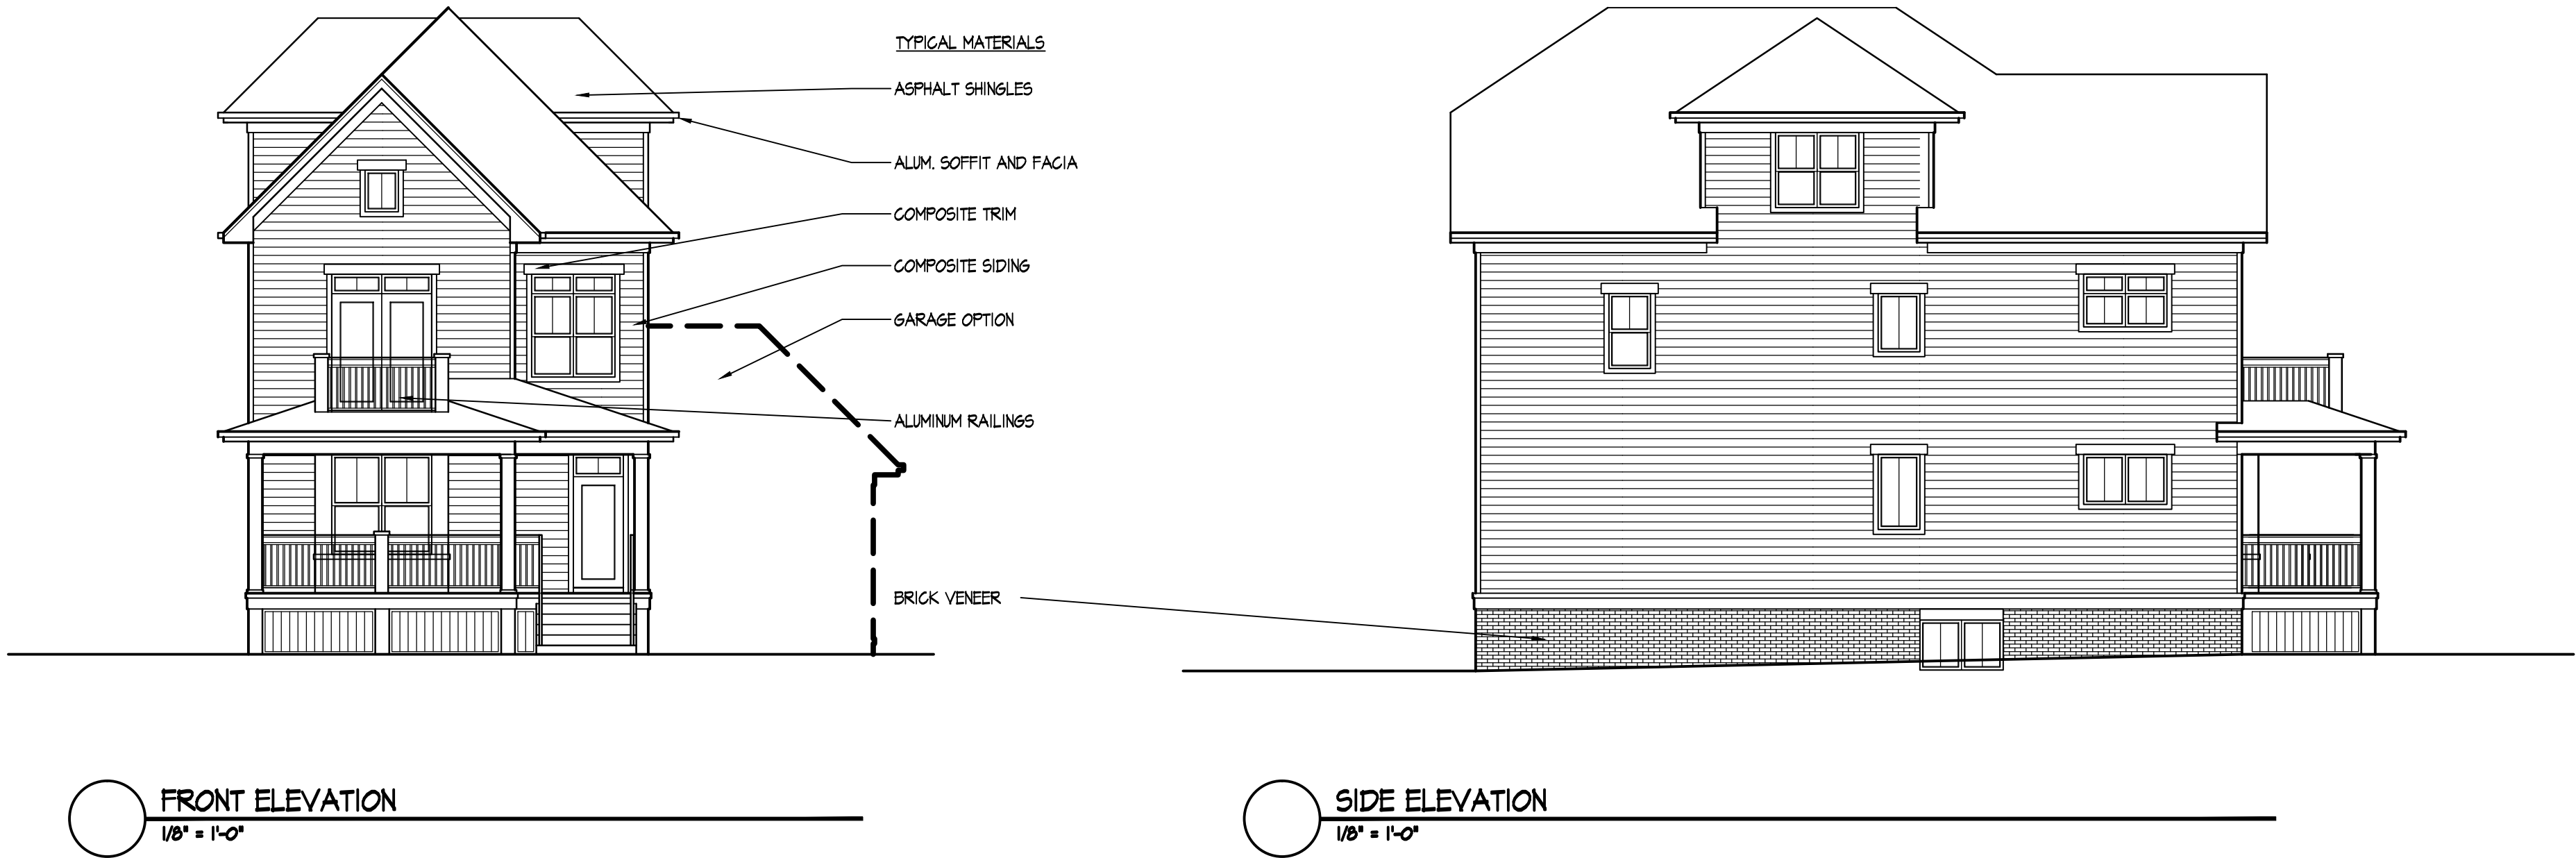 TYPICAL MATERIALS
ASPHALT SHINGLES
ALUM. SOFFIT AND FACIA
COMPOSITE TRIM
COMPOSITE SIDING
GARAGE OPTION
ALUMINUM RAILINGS
BRICK VENEER
FRONT ELEVATION
1/8" = 1'-0"
SIDE ELEVATION
1/8" = 1'-0"